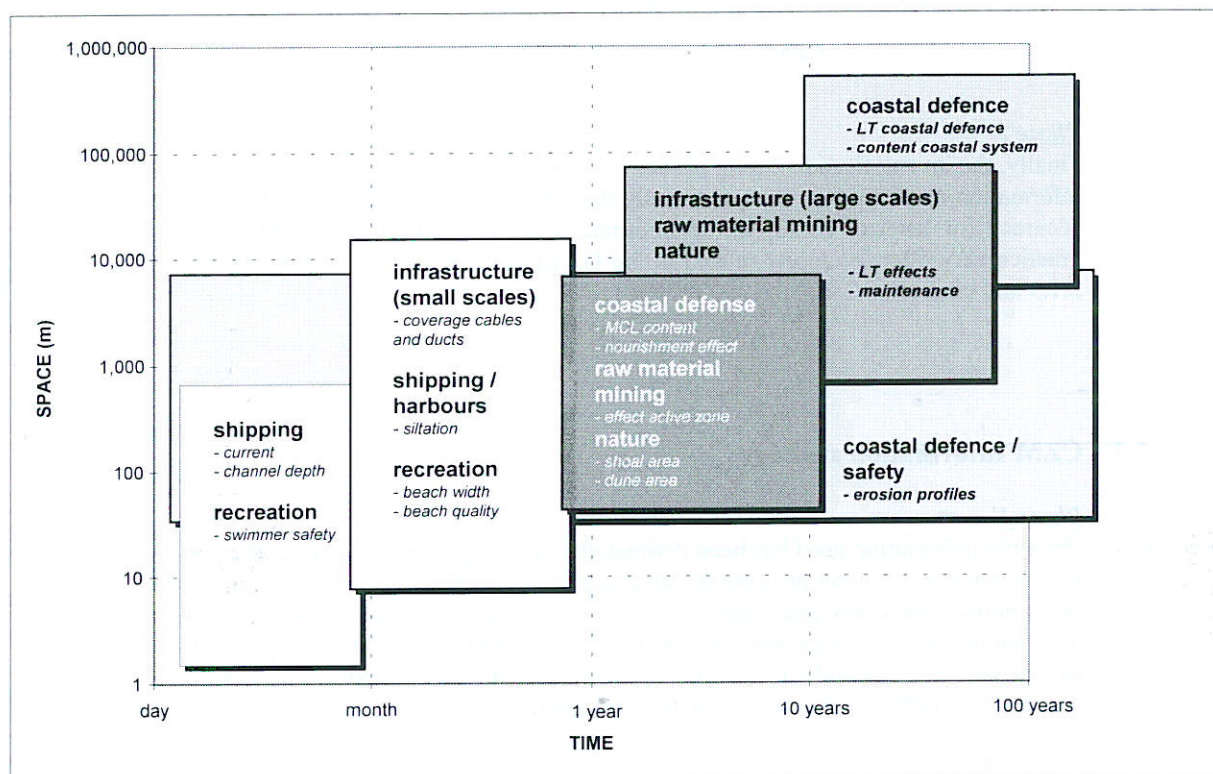 1,000,000
100,000
10,000
1,000
100
10
1
SPACE (m)
day
month
1 year
10 years
100 years
TIME
shipping
- current
- channel depth
recreation
- swimmer safety
infrastructure
(small scales)
- coverage cables
and ducts
shipping /
harbours
- siltation
recreation
- beach width
- beach quality
coastal defense
- MCL content
- nourishment effect
raw material
mining
- effect active zone
nature
- shoal area
- dune area
infrastructure (large scales)
raw material mining
nature
- LT effects
- maintenance
coastal defence
- LT coastal defence
- content coastal system
coastal defence /
safety
- erosion profiles